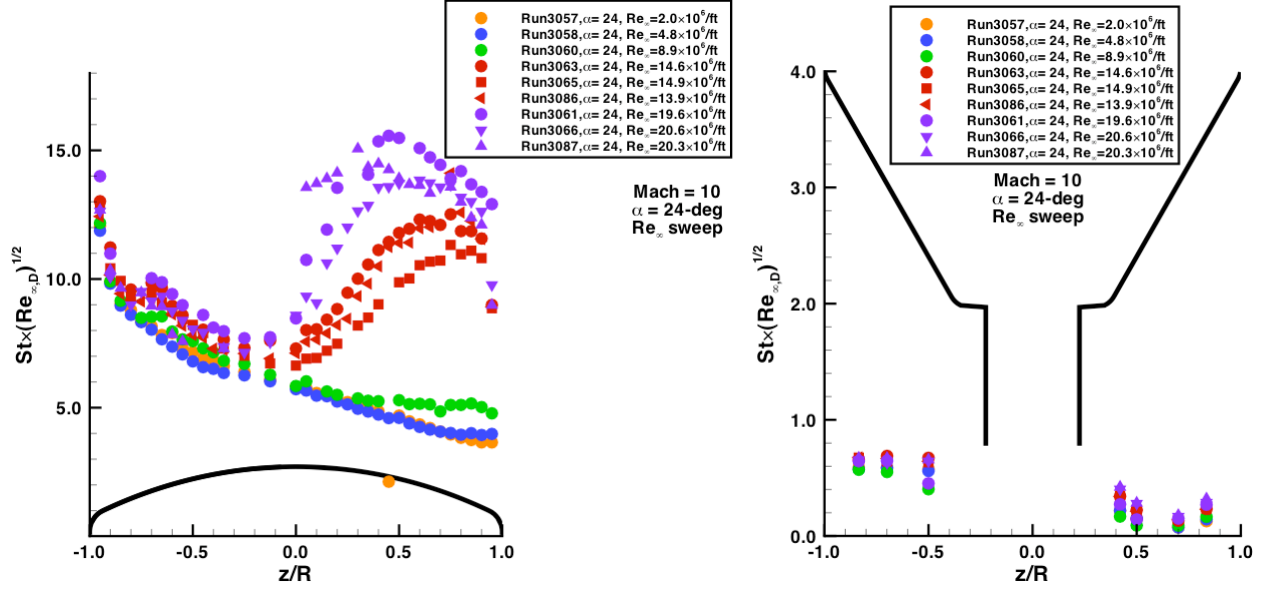 Run3057,α= 24, Re∞=2.0×10⁶/ft
Run3058,α= 24, Re∞=4.8×10⁶/ft
Run3060,α= 24, Re∞=8.9×10⁶/ft
Run3063,α= 24, Re∞=14.6×10⁶/ft
Run3065,α= 24, Re∞=14.9×10⁶/ft
Run3086,α= 24, Re∞=13.9×10⁶/ft
Run3061,α= 24, Re∞=19.6×10⁶/ft
Run3066,α= 24, Re∞=20.6×10⁶/ft
Run3087,α= 24, Re∞=20.3×10⁶/ft
Mach = 10
α = 24-deg
Re∞ sweep
St×(Re∞,D)^1/2
15.0
10.0
5.0
-1.0 -0.5 0.0 0.5 1.0
z/R
Run3057,α= 24, Re∞=2.0×10⁶/ft
Run3058,α= 24, Re∞=4.8×10⁶/ft
Run3060,α= 24, Re∞=8.9×10⁶/ft
Run3063,α= 24, Re∞=14.6×10⁶/ft
Run3065,α= 24, Re∞=14.9×10⁶/ft
Run3086,α= 24, Re∞=13.9×10⁶/ft
Run3061,α= 24, Re∞=19.6×10⁶/ft
Run3066,α= 24, Re∞=20.6×10⁶/ft
Run3087,α= 24, Re∞=20.3×10⁶/ft
Mach = 10
α = 24-deg
Re∞ sweep
St×(Re∞,D)^1/2
4.0
3.0
2.0
1.0
0.0
-1.0 -0.5 0.0 0.5 1.0
z/R